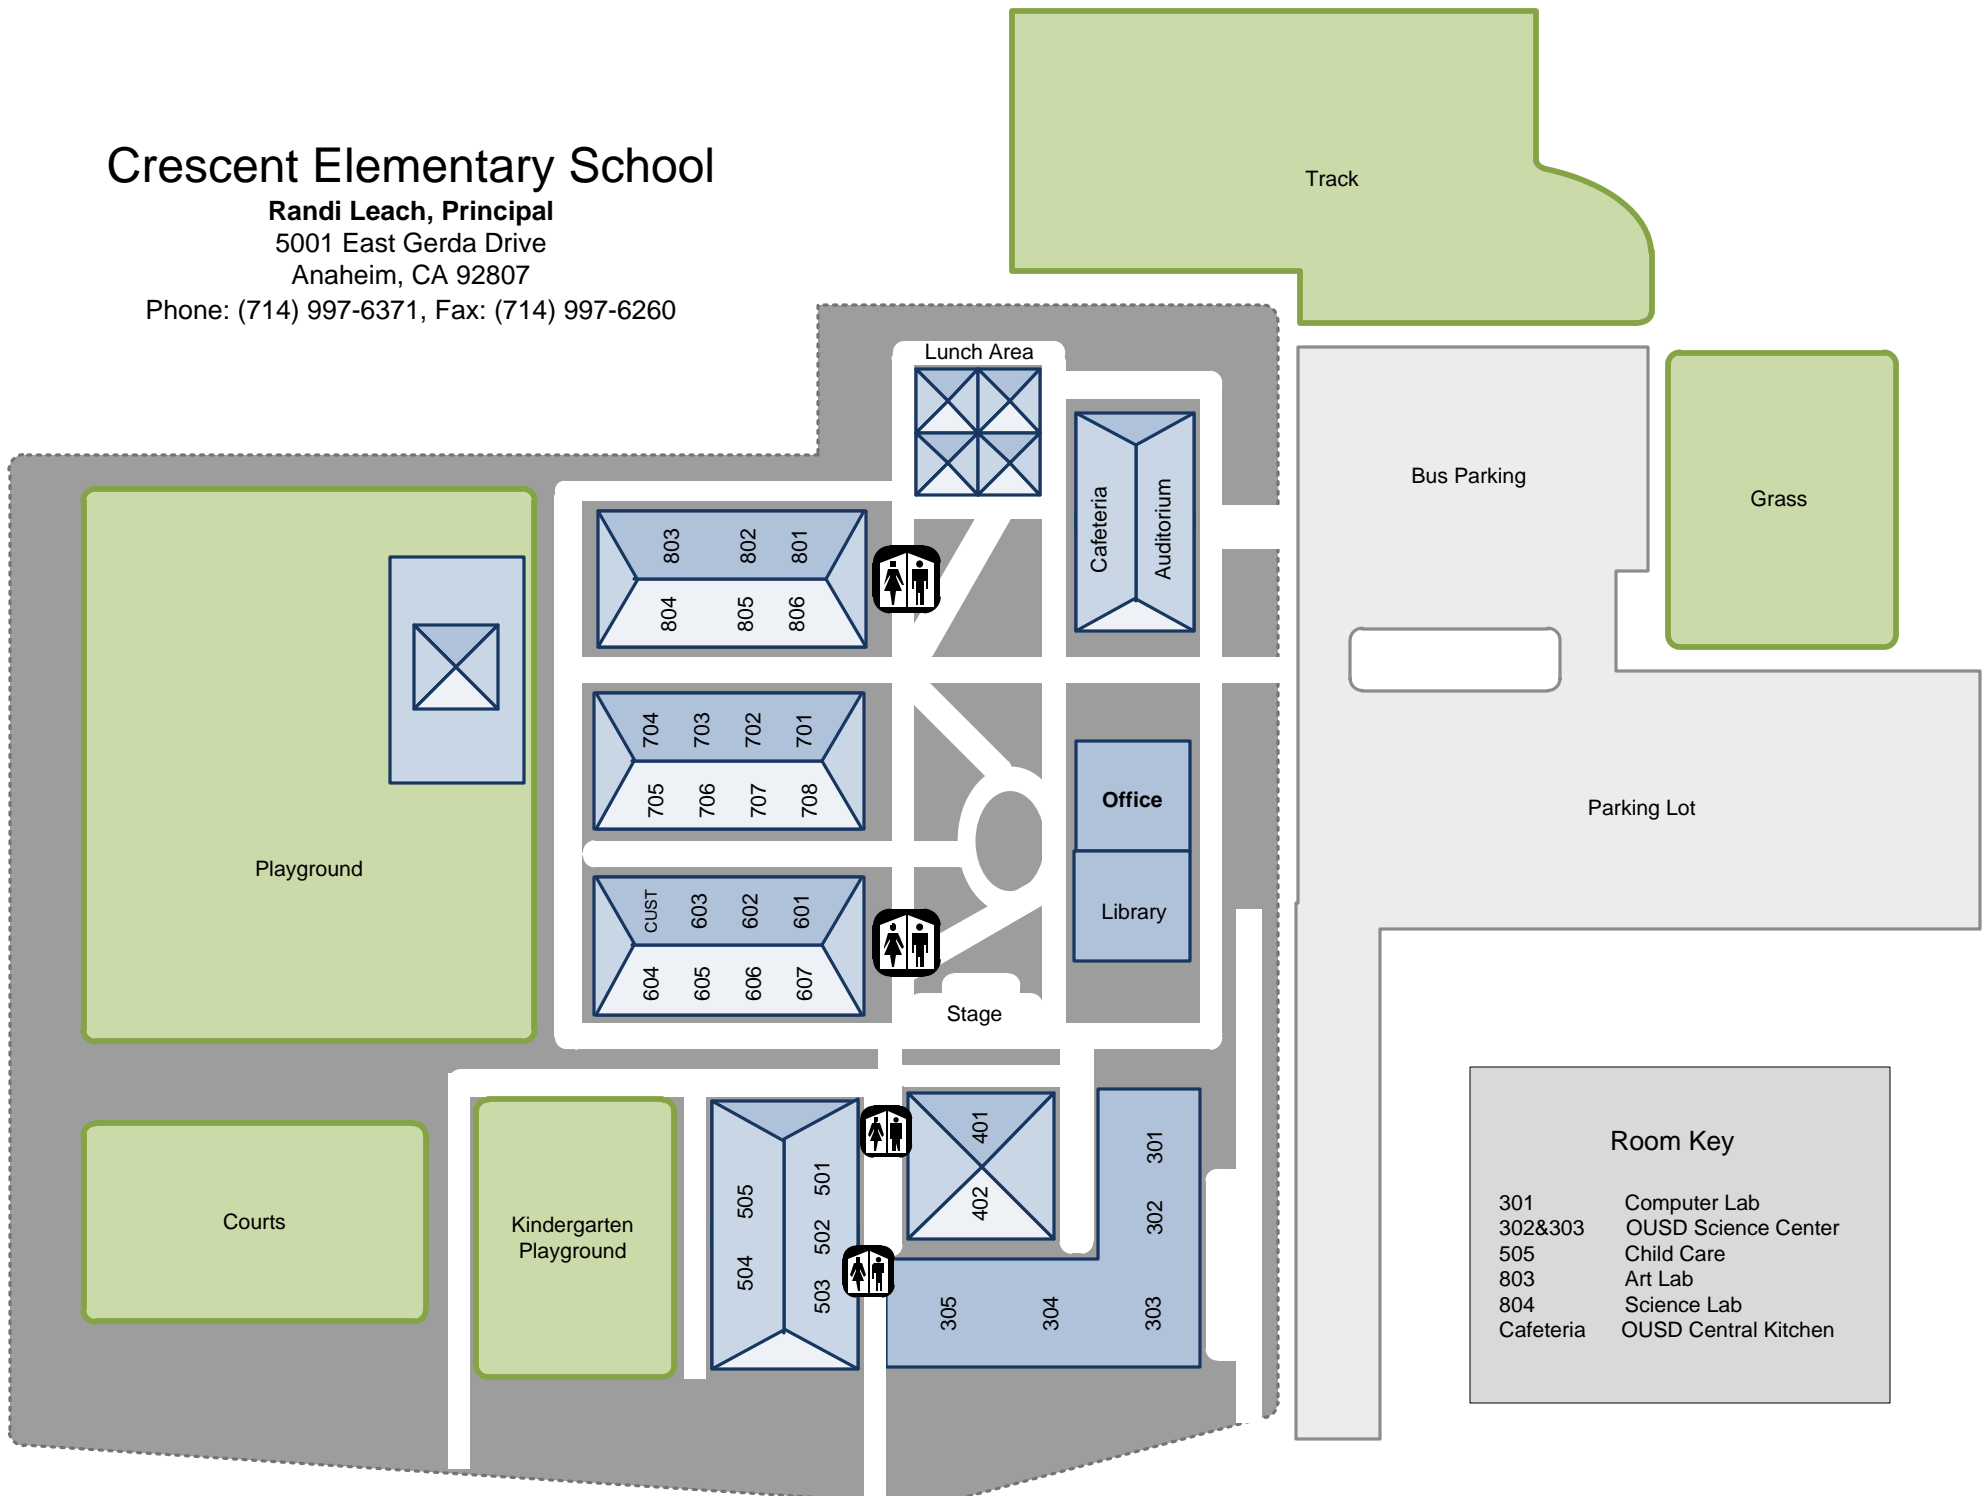 Crescent Elementary School
Randi Leach, Principal
5001 East Gerda Drive
Anaheim, CA 92807
Phone: (714) 997-6371, Fax: (714) 997-6260
Track
Lunch Area
Bus Parking
Grass
Cafeteria
Auditorium
803 802 801
804 805 806
704 703 702 701
705 706 707 708
Office
Parking Lot
Playground
CUST 603 602 601
604 605 606 607
Library
Stage
Courts
Kindergarten
Playground
505
504
501
502
503
401
402
301
302
305 304 303
Room Key
301 Computer Lab
302&303 OUSD Science Center
505 Child Care
803 Art Lab
804 Science Lab
Cafeteria OUSD Central Kitchen